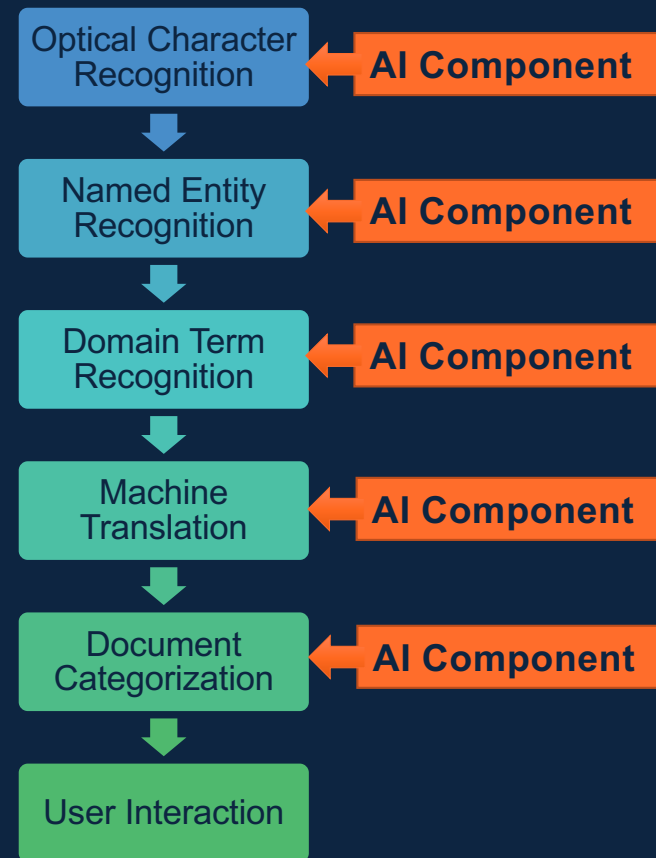 Optical Character
Recognition
AI Component
Named Entity
Recognition
AI Component
Domain Term
Recognition
AI Component
Machine
Translation
AI Component
Document
Categorization
AI Component
User Interaction